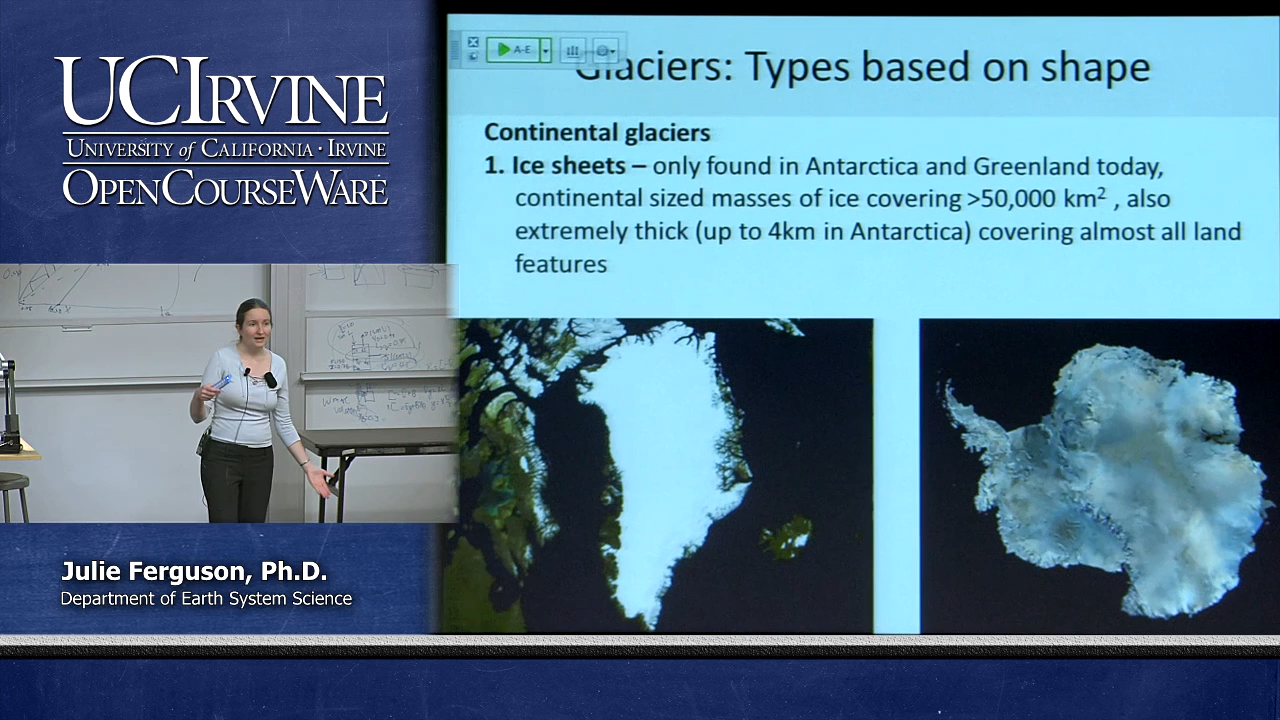 UCIRVINE
UNIVERSITY of CALIFORNIA · IRVINE
OPENCOURSEWARE
A-E
Glaciers: Types based on shape
Continental glaciers
1. Ice sheets – only found in Antarctica and Greenland today,
continental sized masses of ice covering >50,000 km² , also
extremely thick (up to 4km in Antarctica) covering almost all land
features
Julie Ferguson, Ph.D.
Department of Earth System Science